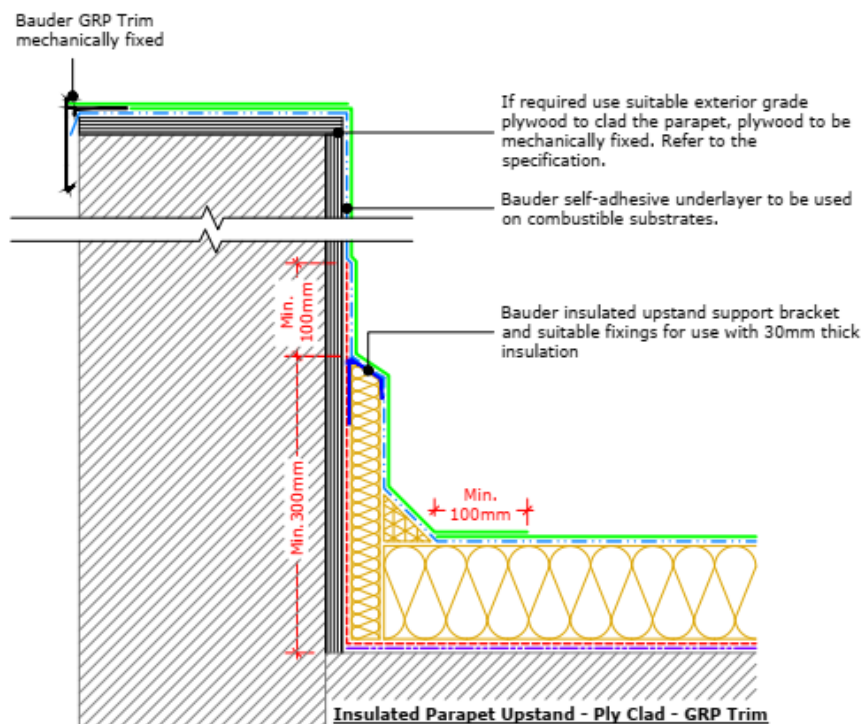 Bauder GRP Trim
mechanically fixed
If required use suitable exterior grade
plywood to clad the parapet, plywood to be
mechanically fixed. Refer to the
specification.
Bauder self-adhesive underlayer to be used
on combustible substrates.
Min.
100mm
Bauder insulated upstand support bracket
and suitable fixings for use with 30mm thick
insulation
Min.300mm
Min.
100mm
Insulated Parapet Upstand - Ply Clad - GRP Trim